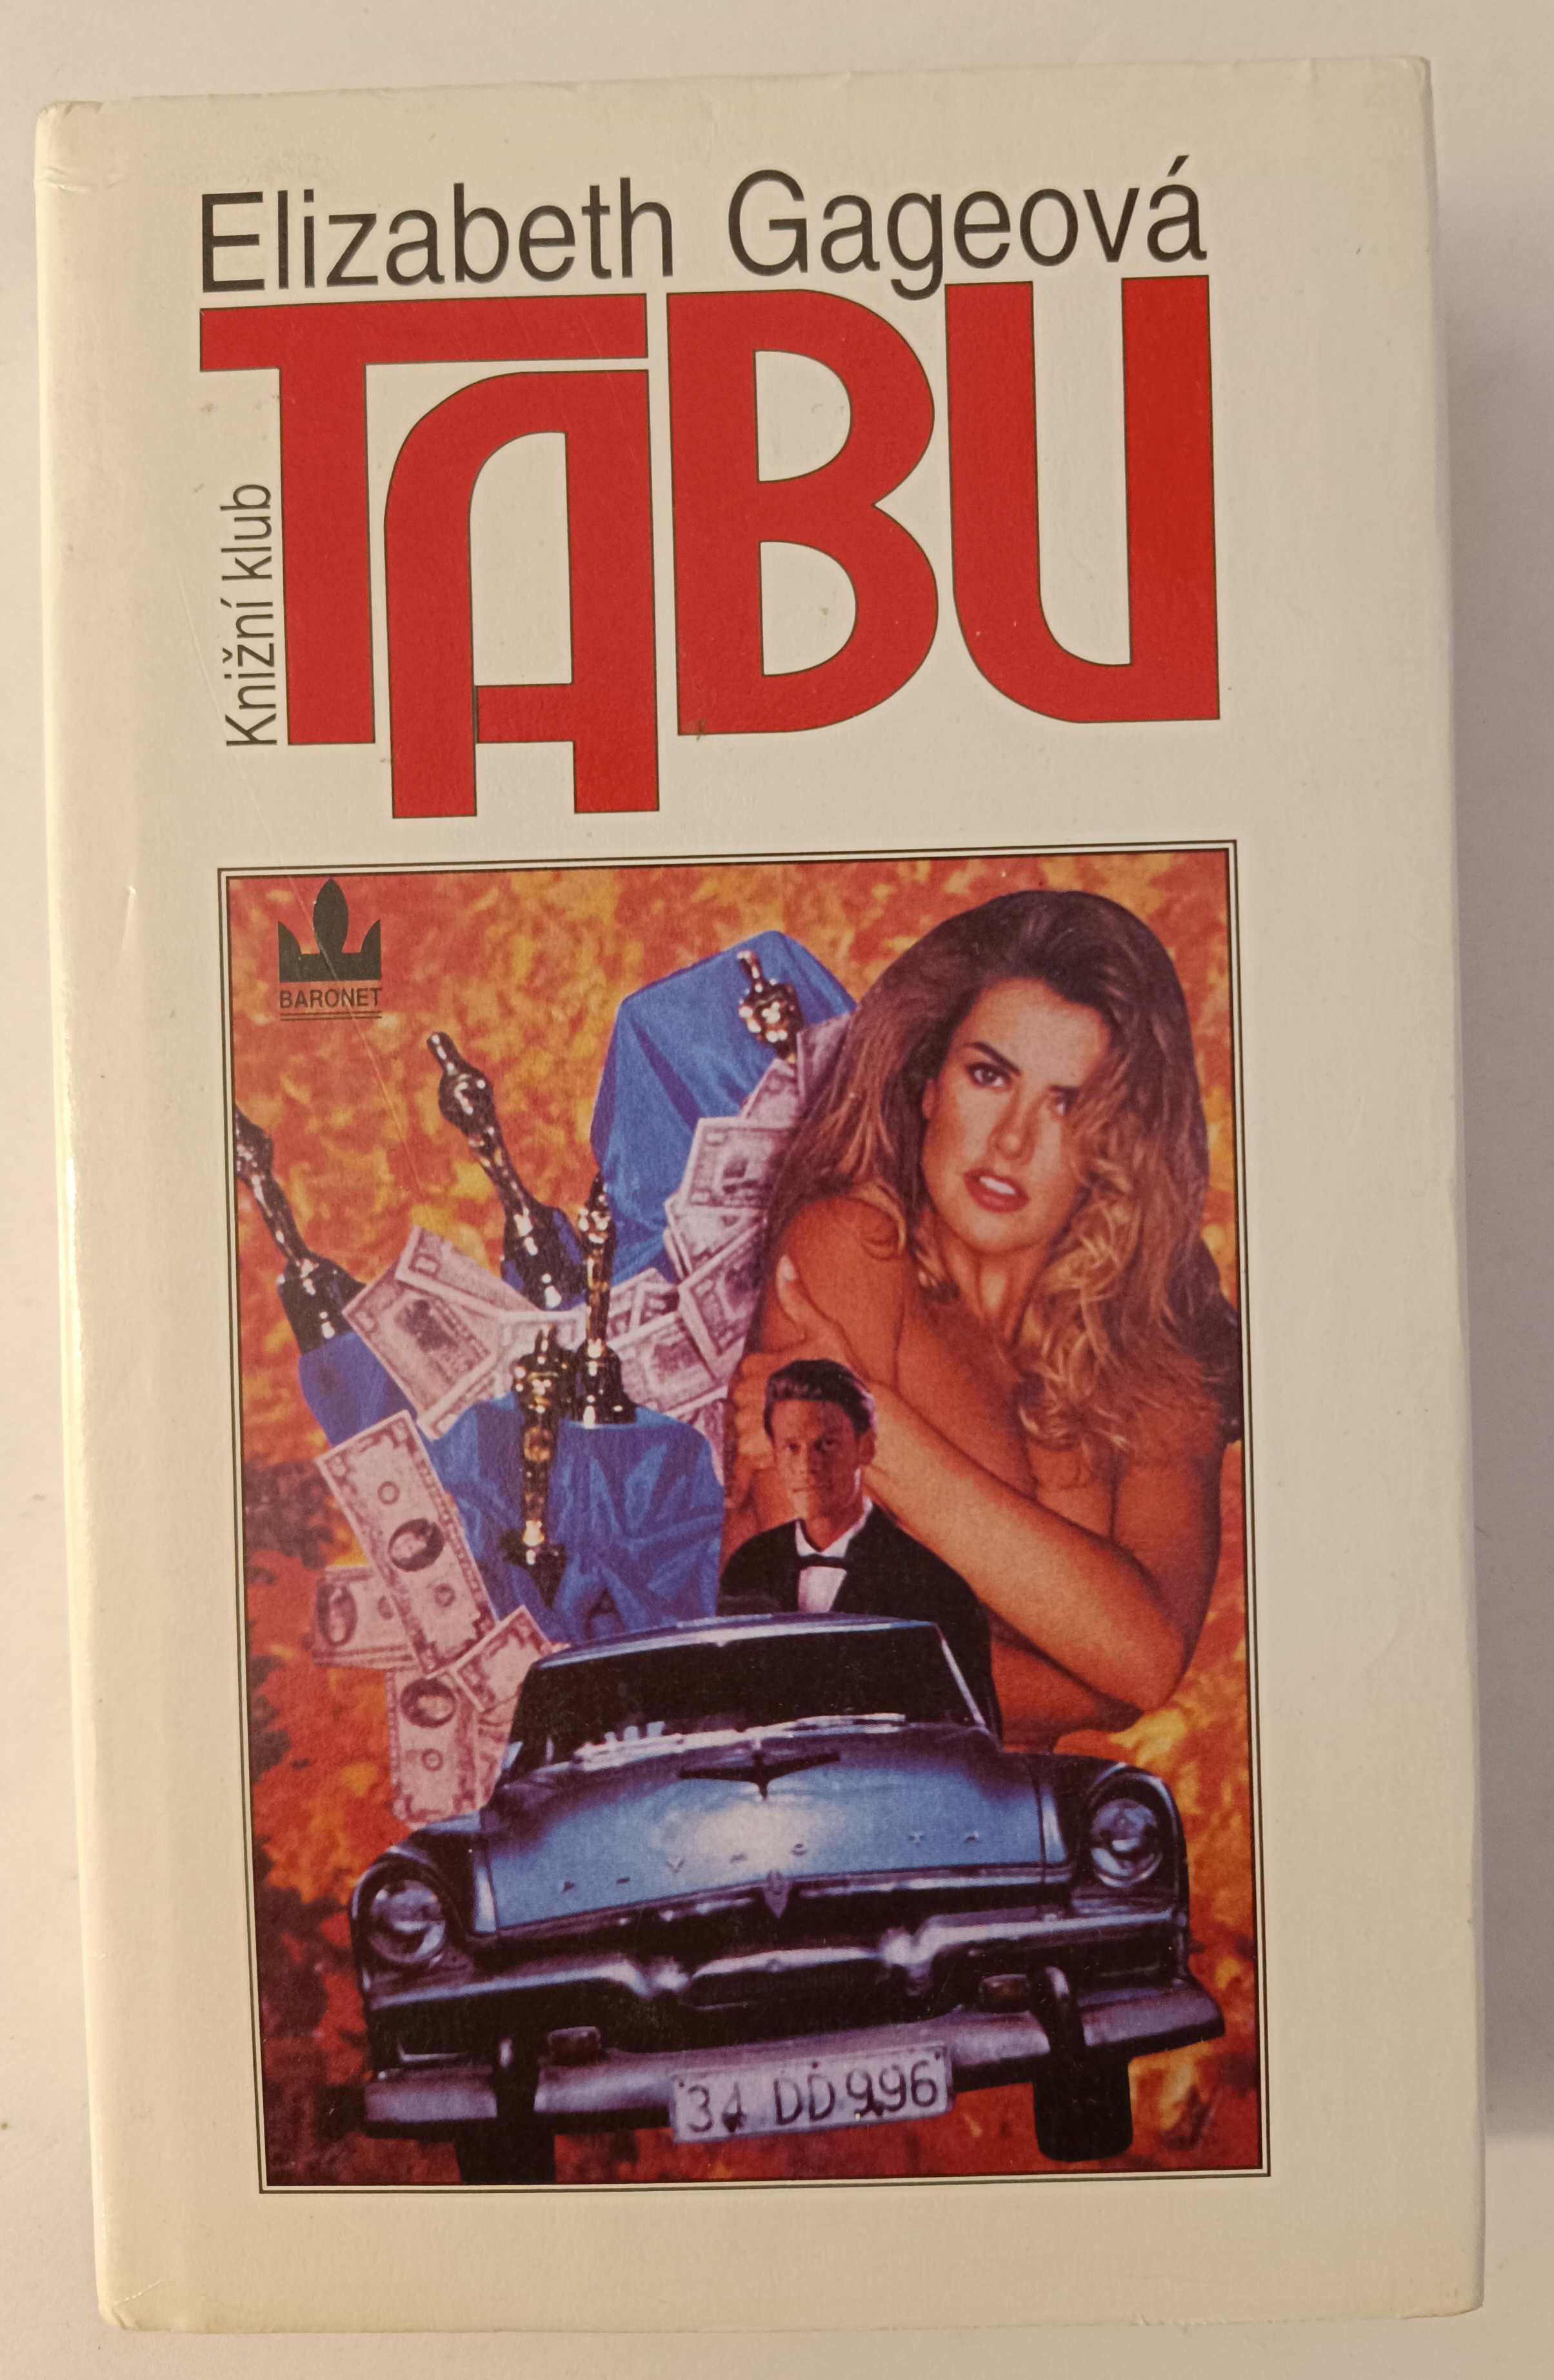 Elizabeth Gageová
TABU
Knižní klub
BARONET
34 DD 996